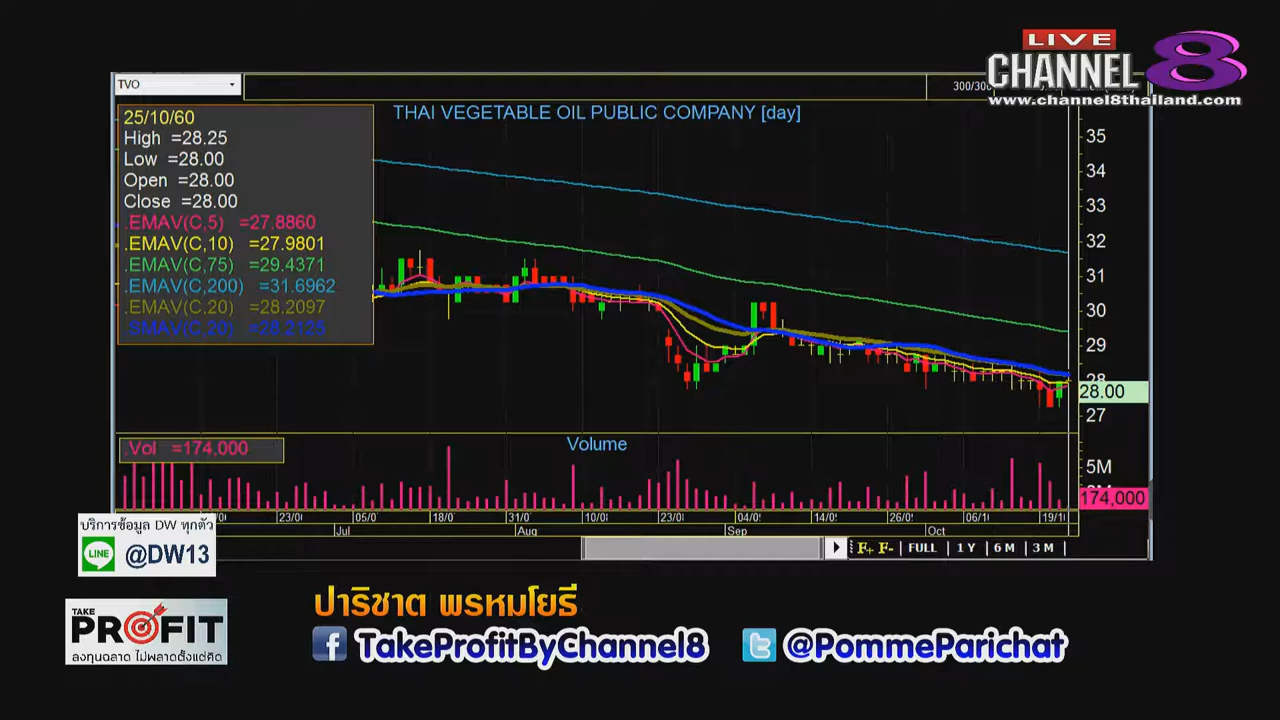 LIVE
CHANNEL 8
www.channel8thailand.com
TVO
300/300
THAI VEGETABLE OIL PUBLIC COMPANY [day]
25/10/60
High =28.25
Low =28.00
Open =28.00
Close =28.00
.EMAV(C,5) =27.8860
.EMAV(C,10) =27.9801
.EMAV(C,75) =29.4371
.EMAV(C,200) =31.6962
.EMAV(C,20) =28.2097
.SMAV(C,20) =28.2125
35
34
33
32
31
30
29
28
28.00
27
.Vol =174,000
Volume
5M
174,000
23/0 05/0 18/0 31/0 10/0 23/0 04/0 14/0 26/0 06/1 19/1
Jul Aug Sep Oct
F+ F- FULL 1 Y 6 M 3 M
บริการข้อมูล DW ทุกตัว
LINE @DW13
TAKE
PROFIT
ลงทุนฉลาด ไม่พลาดตั้งแต่คิด
ปาริชาต พรหมโยธี
TakeProfitByChannel8 @PommeParichat